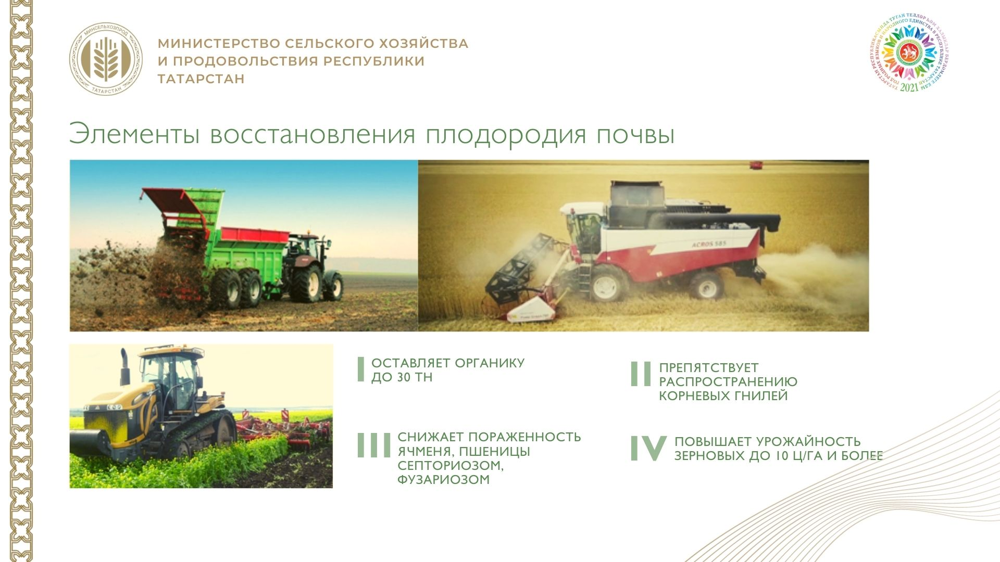 МИНСЕЛЬХОЗПРОД
ТАТАРСТАН
МИНИСТЕРСТВО СЕЛЬСКОГО ХОЗЯЙСТВА
И ПРОДОВОЛЬСТВИЯ РЕСПУБЛИКИ
ТАТАРСТАН
ТАТАРСТАН РЕСПУБЛИКАСЫНДА ТУГАН ТЕЛЛӘР ҺӘМ ХАЛЫКЛАР БЕРДӘМЛЕГЕ ЕЛЫ
ГОД РОДНЫХ ЯЗЫКОВ И НАРОДНОГО ЕДИНСТВА В РЕСПУБЛИКЕ ТАТАРСТАН
2021
Элементы восстановления плодородия почвы
ACROS 585
I ОСТАВЛЯЕТ ОРГАНИКУ
ДО 30 ТН
II ПРЕПЯТСТВУЕТ
РАСПРОСТРАНЕНИЮ
КОРНЕВЫХ ГНИЛЕЙ
III СНИЖАЕТ ПОРАЖЕННОСТЬ
ЯЧМЕНЯ, ПШЕНИЦЫ
СЕПТОРИОЗОМ,
ФУЗАРИОЗОМ
IV ПОВЫШАЕТ УРОЖАЙНОСТЬ
ЗЕРНОВЫХ ДО 10 Ц/ГА И БОЛЕЕ